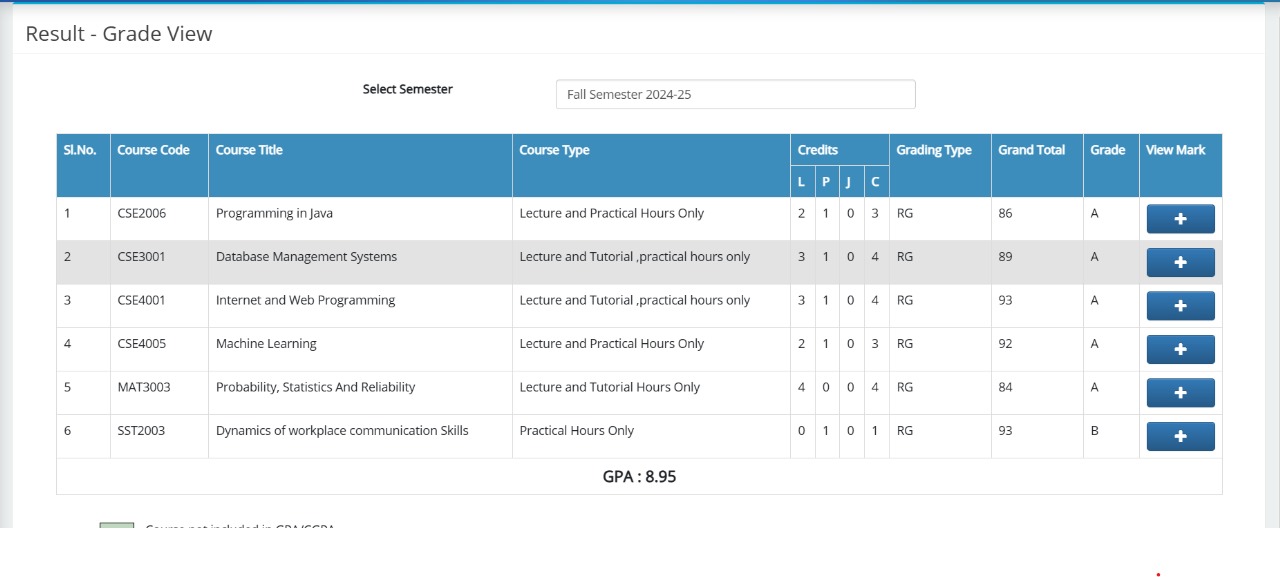 Result - Grade View
Select Semester
Fall Semester 2024-25
Sl.No. Course Code Course Title Course Type Credits Grading Type Grand Total Grade View Mark
L P J C
1 CSE2006 Programming in Java Lecture and Practical Hours Only 2 1 0 3 RG 86 A
2 CSE3001 Database Management Systems Lecture and Tutorial ,practical hours only 3 1 0 4 RG 89 A
3 CSE4001 Internet and Web Programming Lecture and Tutorial ,practical hours only 3 1 0 4 RG 93 A
4 CSE4005 Machine Learning Lecture and Practical Hours Only 2 1 0 3 RG 92 A
5 MAT3003 Probability, Statistics And Reliability Lecture and Tutorial Hours Only 4 0 0 4 RG 84 A
6 SST2003 Dynamics of workplace communication Skills Practical Hours Only 0 1 0 1 RG 93 B
GPA : 8.95
Course not included in GPA/CGPA